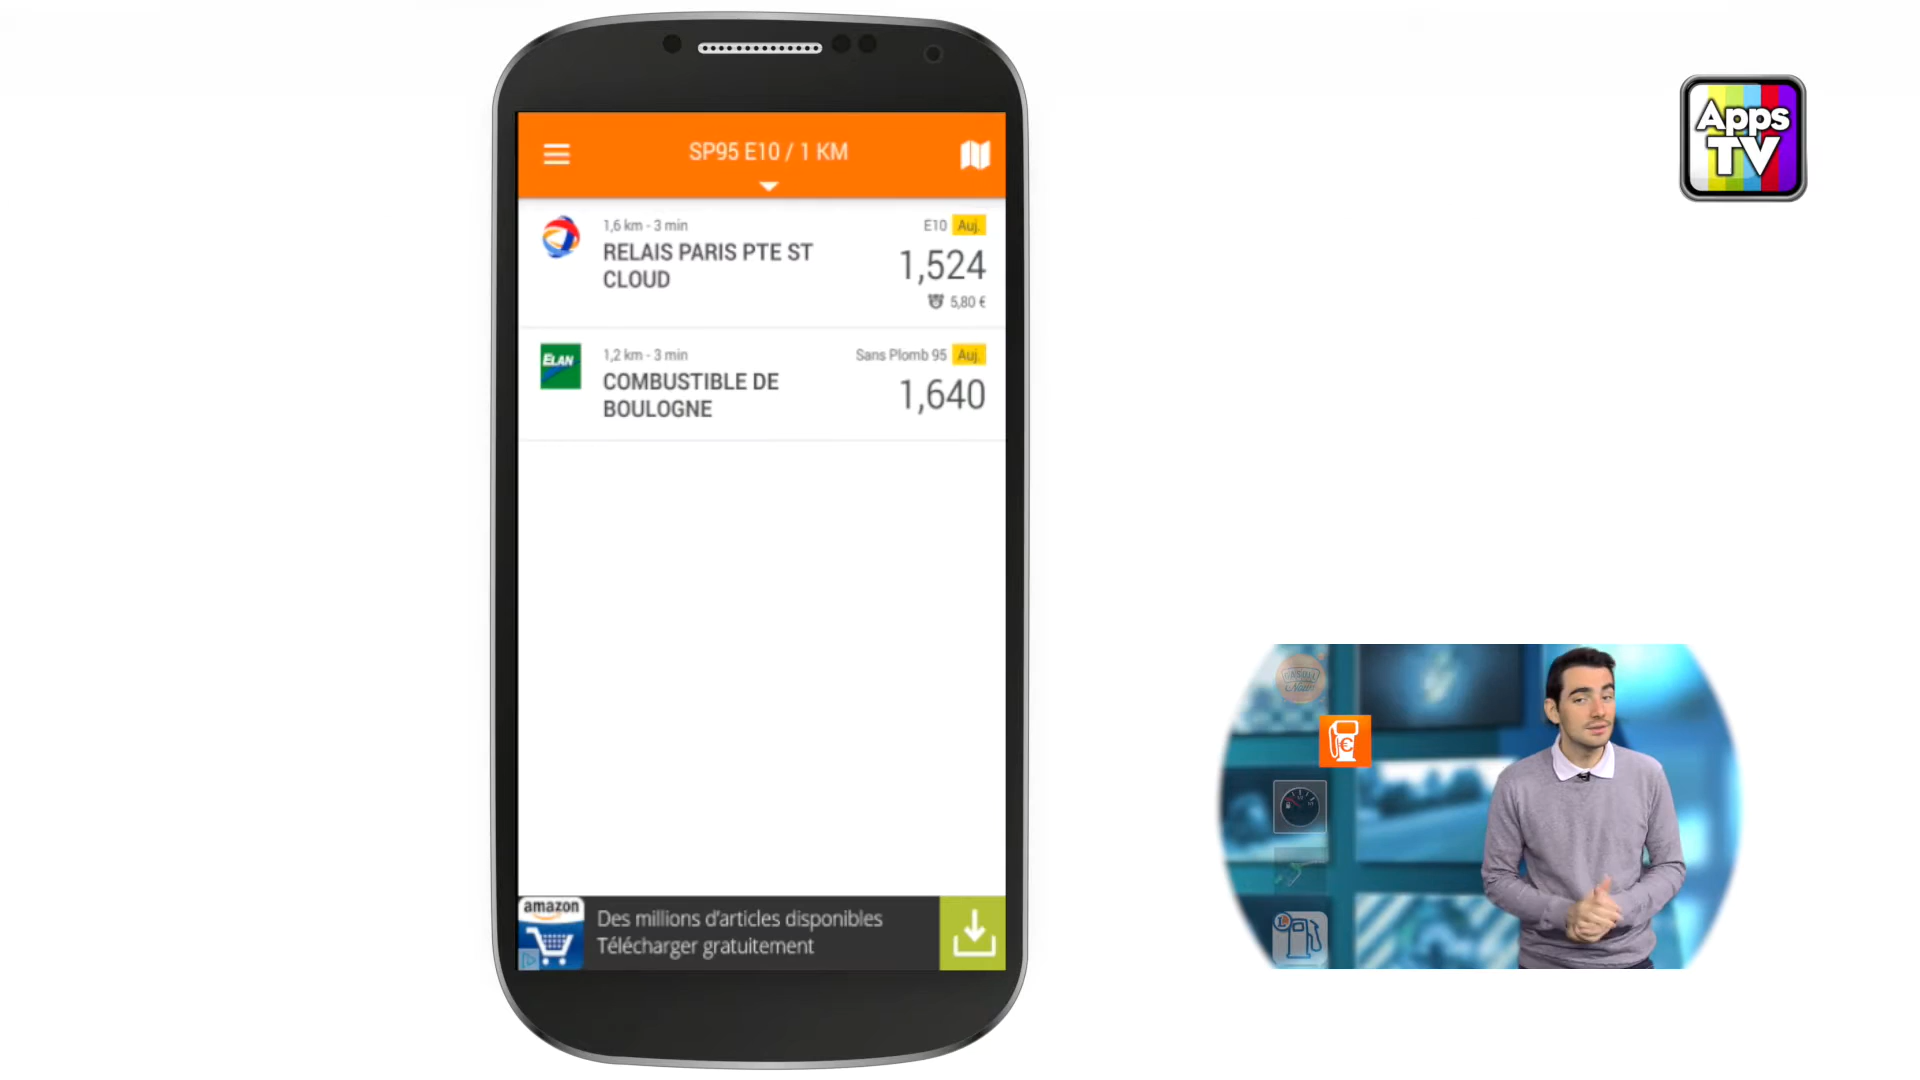 Apps
TV
SP95 E10 / 1 KM
1,6 km - 3 min
E10 Auj.
RELAIS PARIS PTE ST
CLOUD
1,524
5,80 €
ELAN
1,2 km - 3 min
Sans Plomb 95 Auj.
COMBUSTIBLE DE
BOULOGNE
1,640
amazon
Des millions d'articles disponibles
Télécharger gratuitement
€